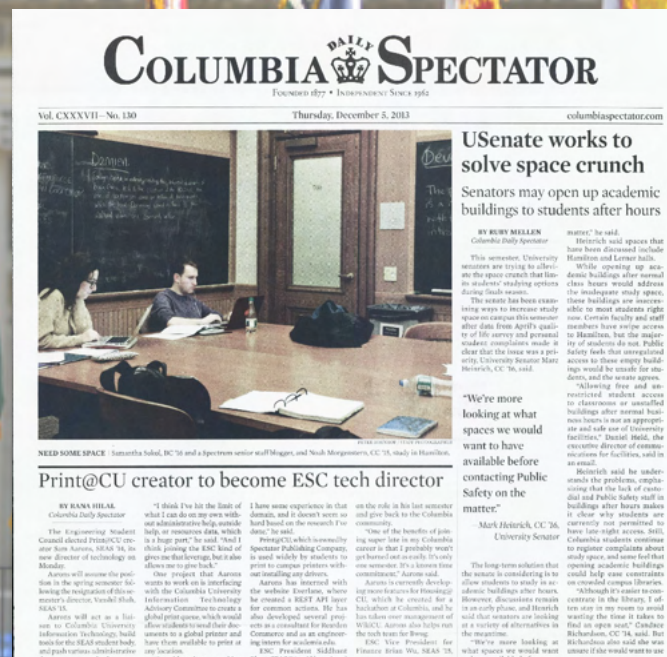 COLUMBIA DAILY SPECTATOR
FOUNDED 1877 • INDEPENDENT SINCE 1962
Vol. CXXXVII—No. 130
Thursday, December 5, 2013
columbiaspectator.com
NEED SOME SPACE | Samantha Sokol, BC '16 and a Spectrum senior staff blogger, and Noah Morgenstern, CC '16, study in Hamilton.
Print@CU creator to become ESC tech director
BY RANA HILAL
Columbia Daily Spectator
The Engineering Student
Council elected Print@CU cre-
ator Sam Aarons, SEAS '14, its
new director of technology on
Monday.
Aarons will assume the posi-
tion in the spring semester fol-
lowing the resignation of this se-
mester's director, Vendell Shah,
SEAS '15.
Aarons will act as a liai-
son to Columbia University
Information Technology, build
tools for the SEAS student body,
and push various administrative
"I think I've hit the limit of
what I can do on my own with-
out administrative help, outside
help, or resources data, which
is a huge part," he said. "And I
think joining the ESC kind of
gives me that leverage, but it also
allows me to give back."
One project that Aarons
wants to work on is interfacing
with the Columbia University
Information Technology
Advisory Committee to create a
global print queue, which would
allow students to send their doc-
uments to a global printer and
have them available to print at
any location.
I have some experience in that
domain, and it doesn't seem so
hard based on the research I've
done," he said.
Print@CU, which is owned by
Spectator Publishing Company,
is used widely by students to
print to campus printers with-
out installing any drivers.
Aarons has interned with
the website Everlane, where
he created a REST API layer
for common actions. He has
also developed several proj-
ects as a consultant for Bearden
Commerce and as an engineer-
ing intern for academia.edu.
ESC President Siddhant
on the role in his last semester
and give back to the Columbia
community.
"One of the benefits of join-
ing super late in my Columbia
career is that I probably won't
get burned out so easily. It's only
one semester. It's a known time
commitment," Aarons said.
Aarons is currently develop-
ing more features for
CU, which he created for a
hackathon at Columbia, and he
has taken over management of
WikiCU. Aarons also helps run
the tech team for Bwog.
ESC Vice President for
Finance Brian Wu, SEAS '15,
USenate works to
solve space crunch
Senators may open up academic
buildings to students after hours
BY RUBY MELLEN
Columbia Daily Spectator
This semester, University
senators are trying to allevi-
ate the space crunch that lim-
its students' studying options
during finals season.
The senate has been exam-
ining ways to increase study
space on campus this semester
after data from April's quali-
ty of life survey and personal
student complaints made it
clear that the issue was a pri-
ority, University Senator Marc
Heinrich, CC '16, said.
"We're more
looking at what
spaces we would
want to have
available before
contacting Public
Safety on the
matter."
—Mark Heinrich, CC '16,
University Senator
The long-term solution that
the senate is considering is to
allow students to study in ac-
ademic buildings after hours.
However, discussions remain
in an early phase, and Heinrich
said that senators are looking
at a variety of alternatives in
the meantime.
"We're more looking at
what spaces we would want
matter," he said.
Heinrich said spaces that
have been discussed include
Hamilton and Lerner halls.
While opening up aca-
demic buildings after normal
class hours would address
the inadequate study space,
these buildings are inacces-
sible to most students right
now. Certain faculty and staff
members have swipe access
to Hamilton, but the major-
ity of students do not. Public
Safety feels that unregulated
access to these empty build-
ings would be unsafe for stu-
dents, and the senate agrees.
"Allowing free and un-
restricted student access
to classrooms or unstaffed
buildings after normal busi-
ness hours is not an appropri-
ate and safe use of University
facilities," Daniel Held, the
executive director of commu-
nications for facilities, said in
an email.
Heinrich said he under-
stands the problems, empha-
sizing that the lack of custo-
dial and Public Safety staff in
buildings after hours makes
it clear why students are
currently not permitted to
have late-night access. Still,
Columbia students continue
to register complaints about
study space, and some feel that
opening academic buildings
could help ease constraints
on crowded campus libraries.
"Although it's easier to con-
centrate in the library, I of-
ten stay in my room to avoid
wasting the time it takes to
find an open seat," Candace
Richardson, CC '14, said. But
Richardson also said she was
unsure if she would want to use